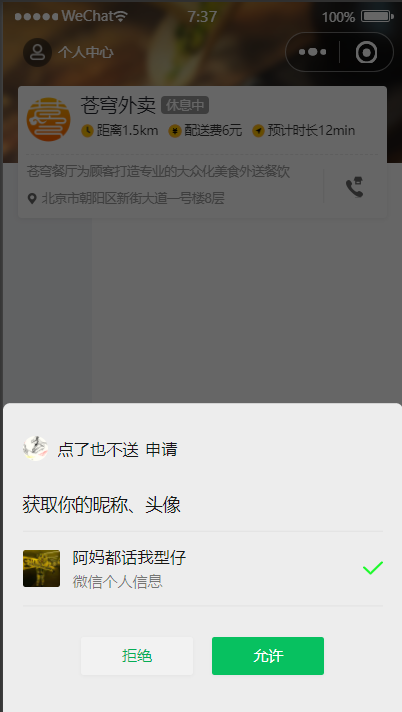 WeChat 7:37 100%
个人中心
苍穹外卖 休息中
距离1.5km 配送费6元 预计时长12min
苍穹餐厅为顾客打造专业的大众化美食外送餐饮
北京市朝阳区新街大道一号楼8层
点了也不送 申请
获取你的昵称、头像
阿妈都话我型仔
微信个人信息
拒绝 允许